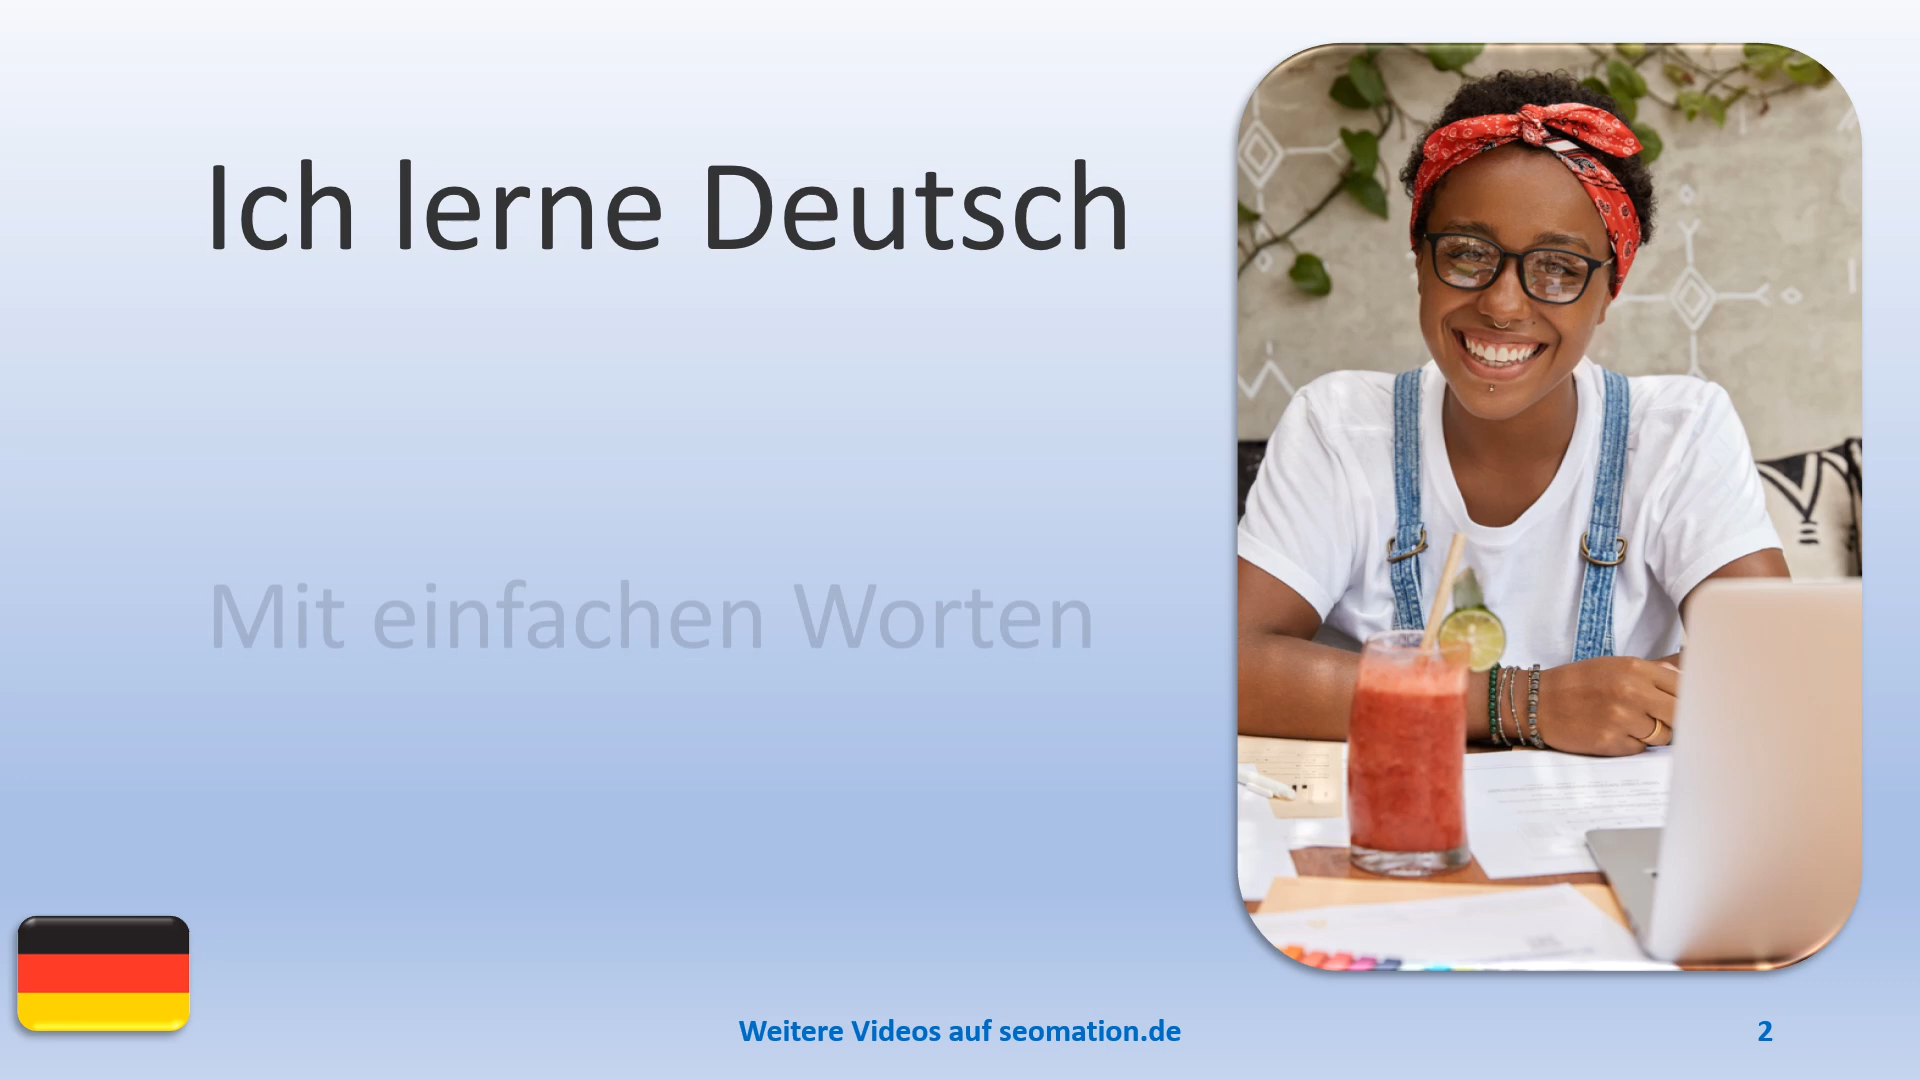 Ich lerne Deutsch
Mit einfachen Worten
Weitere Videos auf seomation.de
2